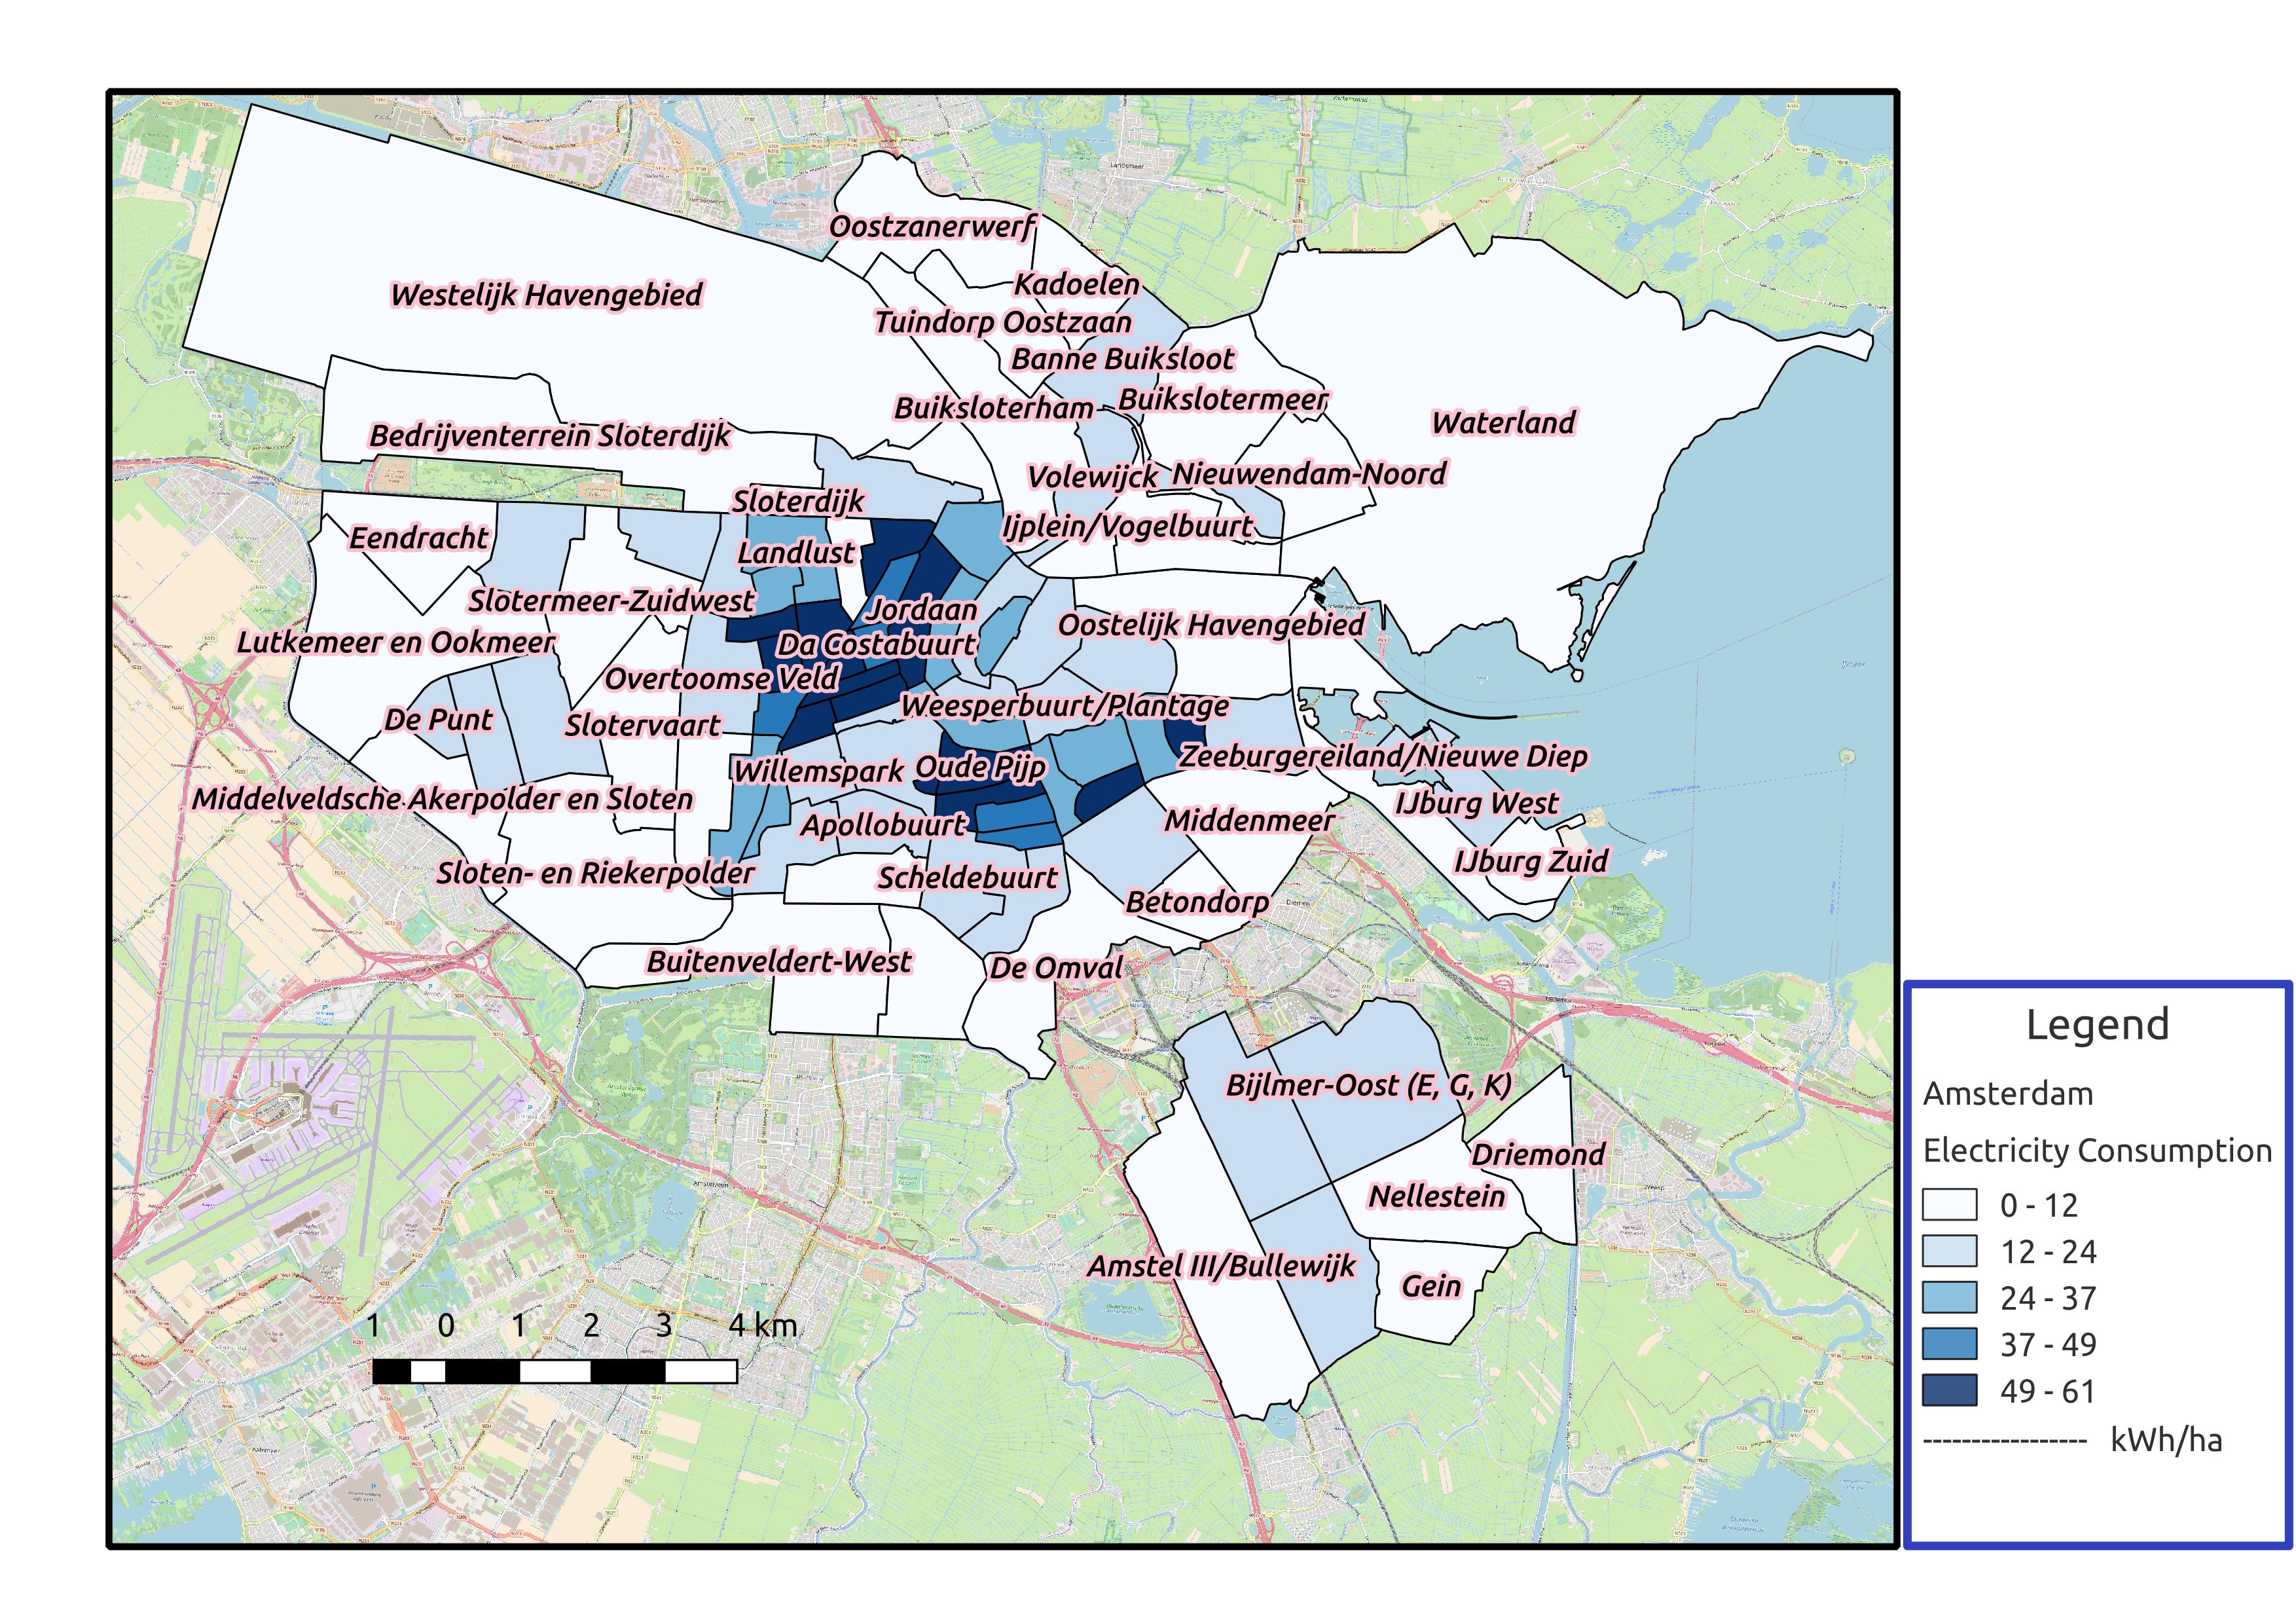 Oostzanerwerf
Kadoelen
Westelijk Havengebied
Tuindorp Oostzaan
Banne Buiksloot
Buiksloterham
Buikslotermeer
Waterland
Bedrijventerrein Sloterdijk
Volewijck
Nieuwendam-Noord
Sloterdijk
Ijplein/Vogelbuurt
Eendracht
Landlust
Slotermeer-Zuidwest
Jordaan
Oostelijk Havengebied
Lutkemeer en Ookmeer
Da Costabuurt
Overtoomse Veld
Weesperbuurt/Plantage
De Punt
Slotervaart
Zeeburgereiland/Nieuwe Diep
Willemspark
Oude Pijp
Middelveldsche Akerpolder en Sloten
IJburg West
Apollobuurt
Middenmeer
IJburg Zuid
Sloten- en Riekerpolder
Scheldebuurt
Betondorp
Buitenveldert-West
De Omval
Bijlmer-Oost (E, G, K)
Driemond
Nellestein
Amstel III/Bullewijk
Gein
1 0 1 2 3 4 km
Legend
Amsterdam
Electricity Consumption
0 - 12
12 - 24
24 - 37
37 - 49
49 - 61
----------------- kWh/ha